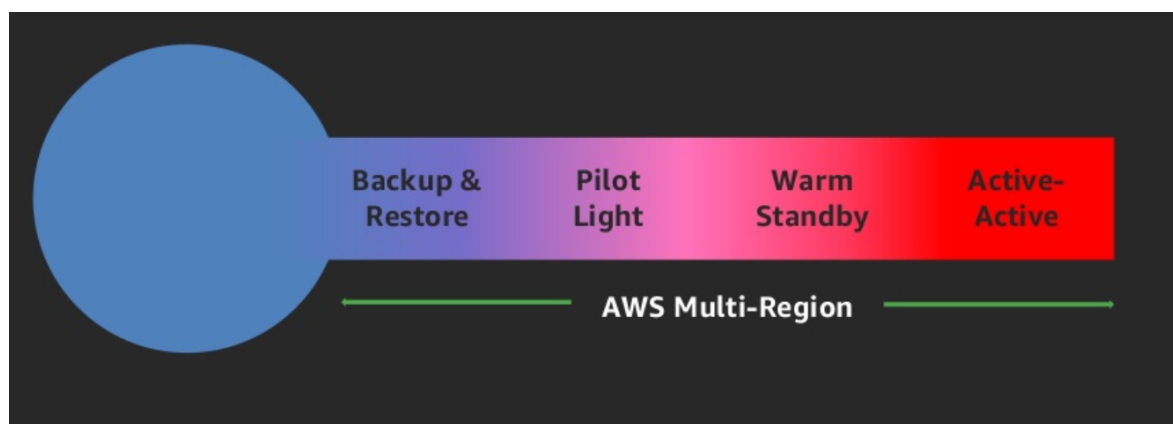 Backup &
Restore
Pilot
Light
Warm
Standby
Active-
Active
AWS Multi-Region